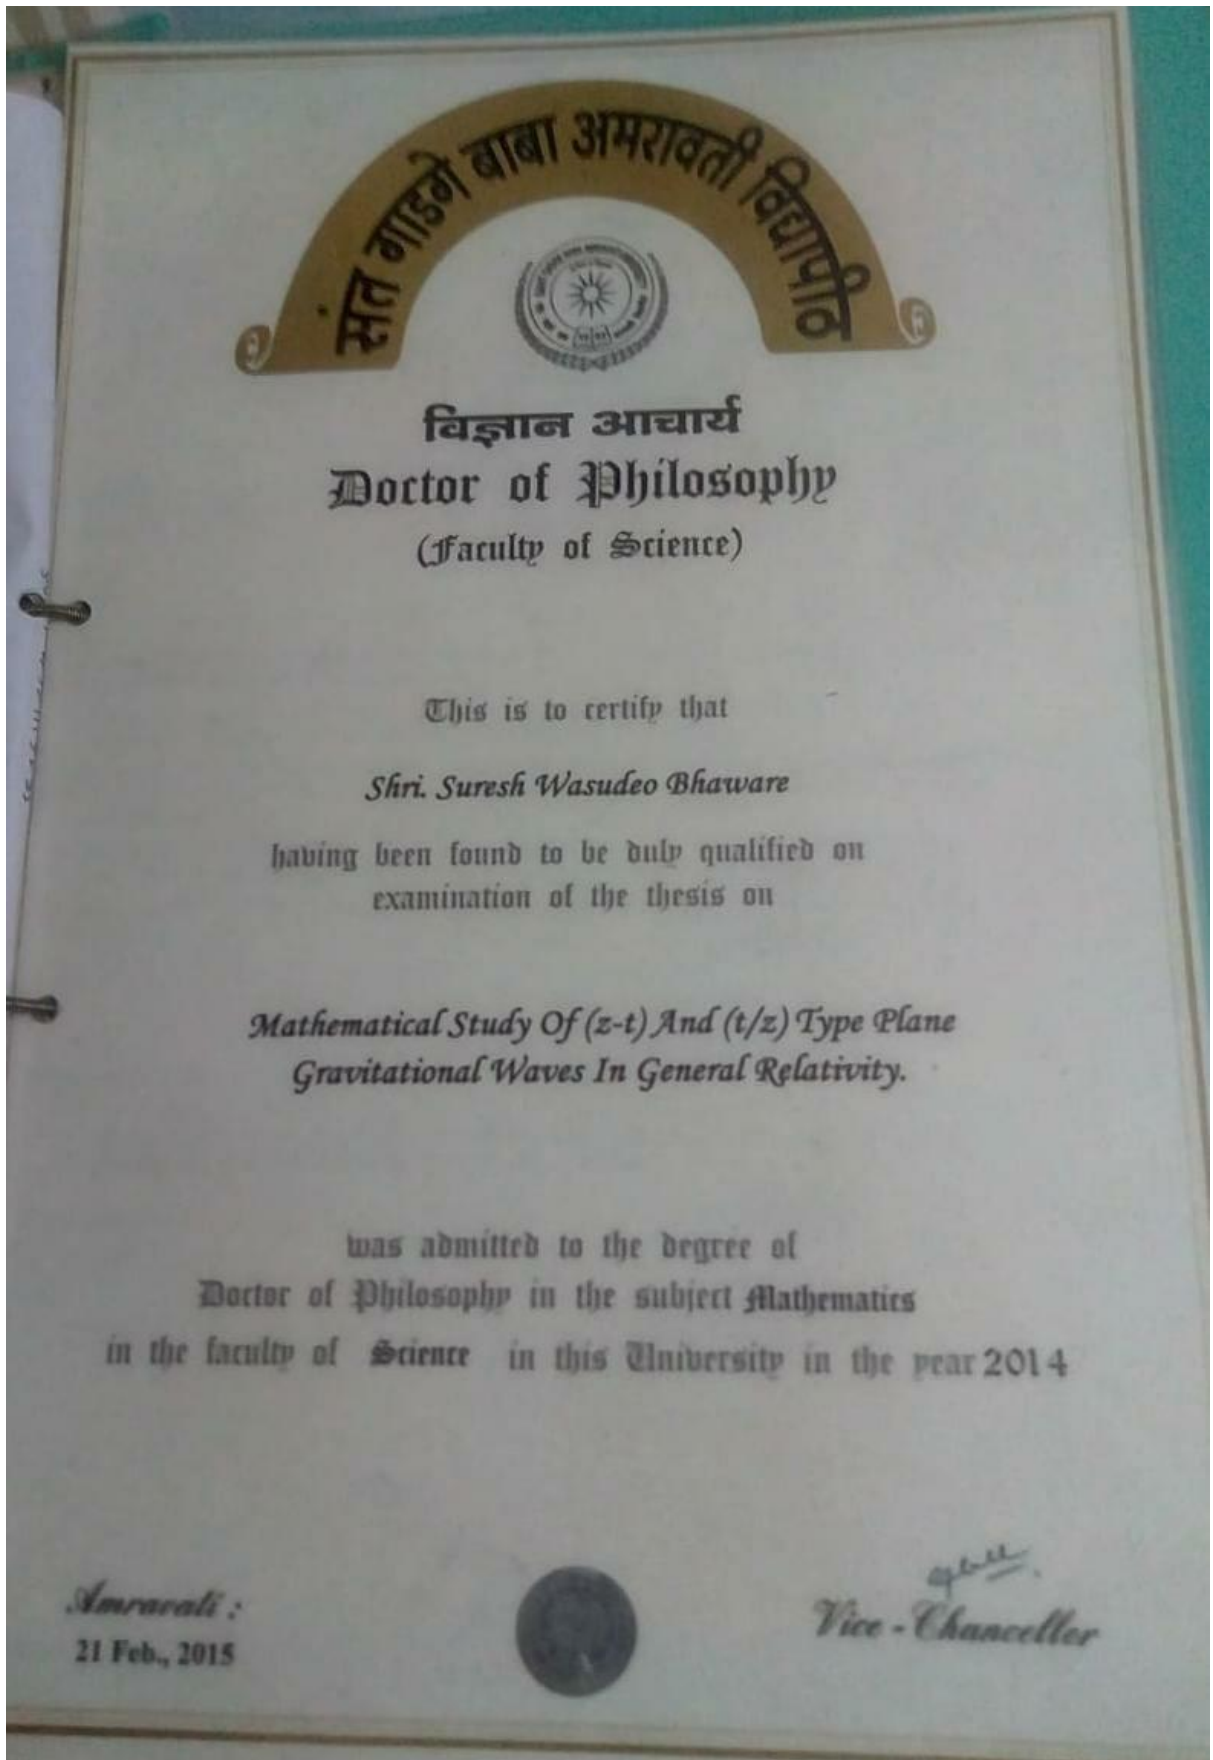 संत गाडगे बाबा अमरावती विद्यापीठ
विज्ञान आचार्य
Doctor of Philosophy
(Faculty of Science)
This is to certify that
Shri. Suresh Wasudeo Bhaware
having been found to be duly qualified on
examination of the thesis on
Mathematical Study Of (z-t) And (t/z) Type Plane
Gravitational Waves In General Relativity.
was admitted to the degree of
Doctor of Philosophy in the subject Mathematics
in the faculty of Science in this University in the year 2014
Amravati :
21 Feb., 2015
Vice-Chancellor